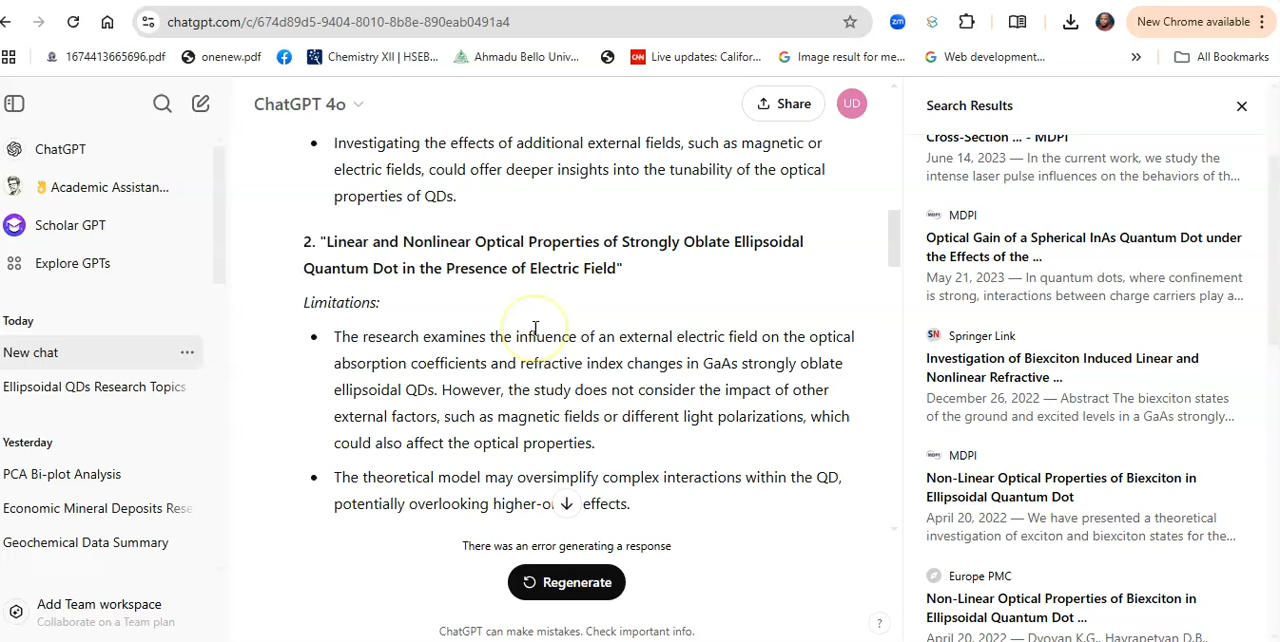 chatgpt.com/c/674d89d5-9404-8010-8b8e-890eab0491a4
New Chrome available
1674413665696.pdf
onenew.pdf
Chemistry XII | HSEB...
Ahmadu Bello Univ...
CNN
Live updates: Califor...
Image result for me...
Web development...
»
All Bookmarks
ChatGPT
Academic Assistan...
Scholar GPT
Explore GPTs
Today
New chat
Ellipsoidal QDs Research Topics
Yesterday
PCA Bi-plot Analysis
Economic Mineral Deposits Rese
Geochemical Data Summary
Add Team workspace
Collaborate on a Team plan
ChatGPT 4o
Share
UD
• Investigating the effects of additional external fields, such as magnetic or
electric fields, could offer deeper insights into the tunability of the optical
properties of QDs.
2. "Linear and Nonlinear Optical Properties of Strongly Oblate Ellipsoidal
Quantum Dot in the Presence of Electric Field"
Limitations:
• The research examines the influence of an external electric field on the optical
absorption coefficients and refractive index changes in GaAs strongly oblate
ellipsoidal QDs. However, the study does not consider the impact of other
external factors, such as magnetic fields or different light polarizations, which
could also affect the optical properties.
• The theoretical model may oversimplify complex interactions within the QD,
potentially overlooking higher-o effects.
There was an error generating a response
Regenerate
ChatGPT can make mistakes. Check important info.
?
Search Results
Cross-Section ... - MDPI
June 14, 2023 — In the current work, we study the
intense laser pulse influences on the behaviors of th...
MDPI
Optical Gain of a Spherical InAs Quantum Dot under
the Effects of the ...
May 21, 2023 — In quantum dots, where confinement
is strong, interactions between charge carriers play a...
Springer Link
Investigation of Biexciton Induced Linear and
Nonlinear Refractive ...
December 26, 2022 — Abstract The biexciton states
of the ground and excited levels in a GaAs strongly...
MDPI
Non-Linear Optical Properties of Biexciton in
Ellipsoidal Quantum Dot
April 20, 2022 — We have presented a theoretical
investigation of exciton and biexciton states for the...
Europe PMC
Non-Linear Optical Properties of Biexciton in
Ellipsoidal Quantum Dot ...
April 20, 2022 — Dvoyan K.G., Hayrapetyan D.B.,